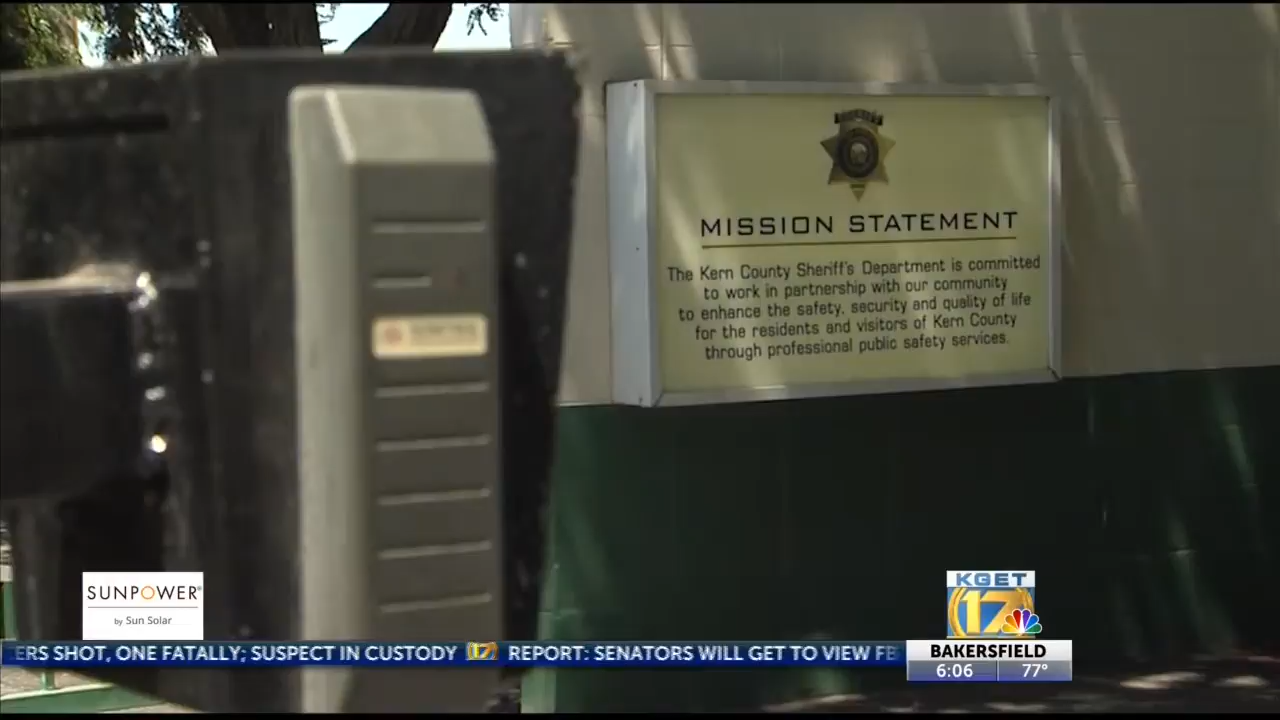 MISSION STATEMENT
The Kern County Sheriff's Department is committed
to work in partnership with our community
to enhance the safety, security and quality of life
for the residents and visitors of Kern County
through professional public safety services.
SUNPOWER®
by Sun Solar
KGET
17
ERS SHOT, ONE FATALLY; SUSPECT IN CUSTODY 17 REPORT: SENATORS WILL GET TO VIEW FB
BAKERSFIELD
6:06 77°